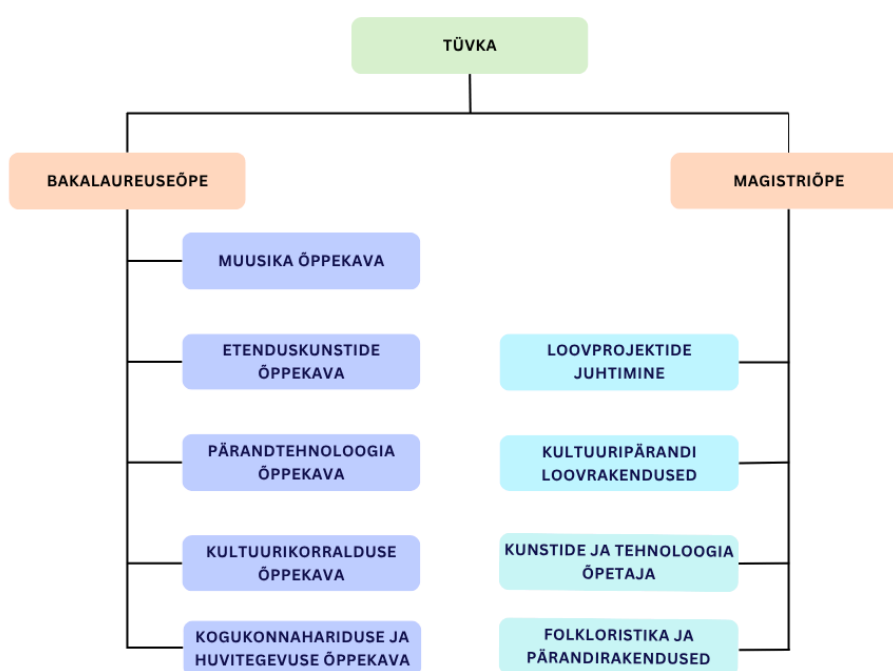 TÜVKA
BAKALAUREUSEÕPE
MUUSIKA ÕPPEKAVA
ETENDUSKUNSTIDE
ÕPPEKAVA
PÄRANDTEHNOLOOGIA
ÕPPEKAVA
KULTUURIKORRALDUSE
ÕPPEKAVA
KOGUKONNAHARIDUSE JA
HUVITEGEVUSE ÕPPEKAVA
MAGISTRIÕPE
LOOVPROJEKTIDE
JUHTIMINE
KULTUURIPÄRANDI
LOOVRAKENDUSED
KUNSTIDE JA TEHNOLOOGIA
ÕPETAJA
FOLKLORISTIKA JA
PÄRANDIRAKENDUSED